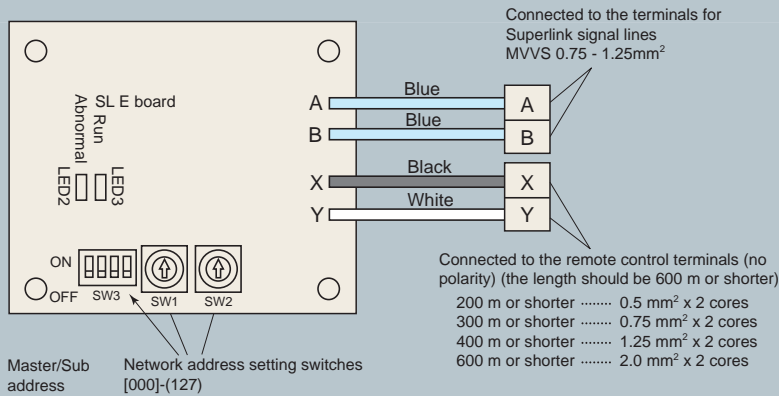 Connected to the terminals for
Superlink signal lines
MVVS 0.75 - 1.25mm²
SL E board
Abnormal
Run
LED2
LED3
A
Blue
A
B
Blue
B
X
Black
X
Y
White
Y
ON
OFF
SW3
SW1
SW2
Connected to the remote control terminals (no
polarity) (the length should be 600 m or shorter)
200 m or shorter ········ 0.5 mm² x 2 cores
300 m or shorter ········ 0.75 mm² x 2 cores
400 m or shorter ········ 1.25 mm² x 2 cores
600 m or shorter ········ 2.0 mm² x 2 cores
Master/Sub
address
Network address setting switches
[000]-(127)